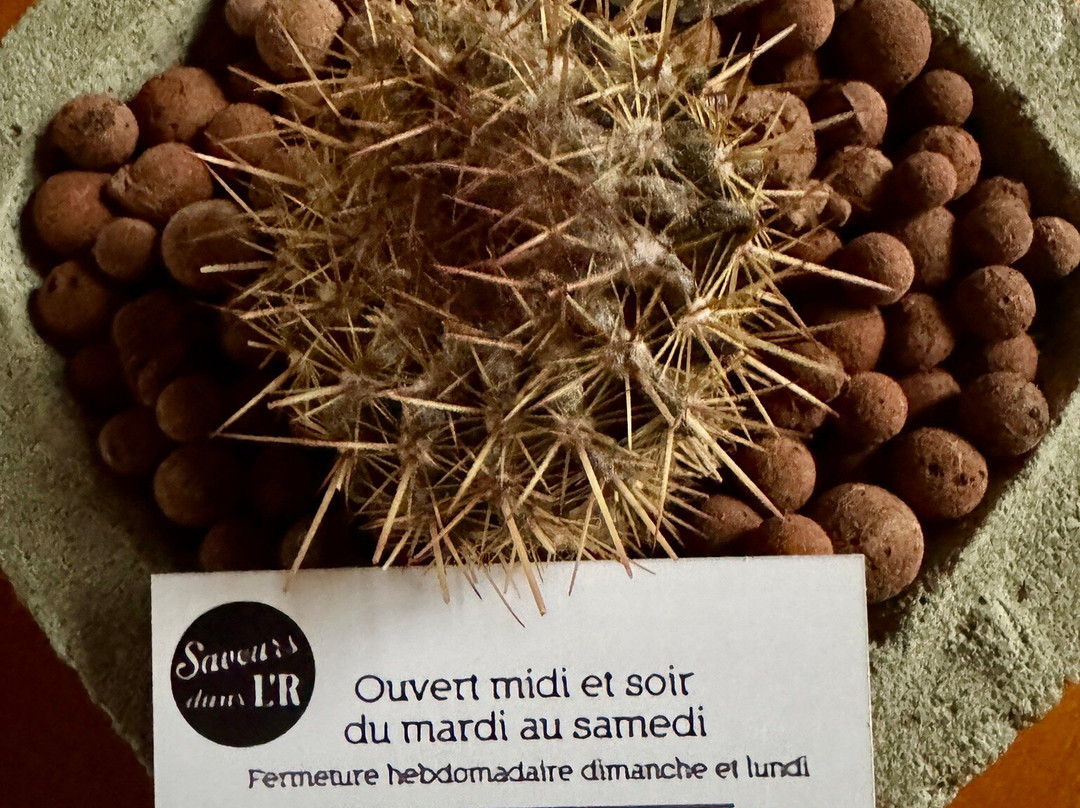 Saveurs
dans L'R
Ouvert midi et soir
du mardi au samedi
Fermeture hebdomadaire dimanche et lundi